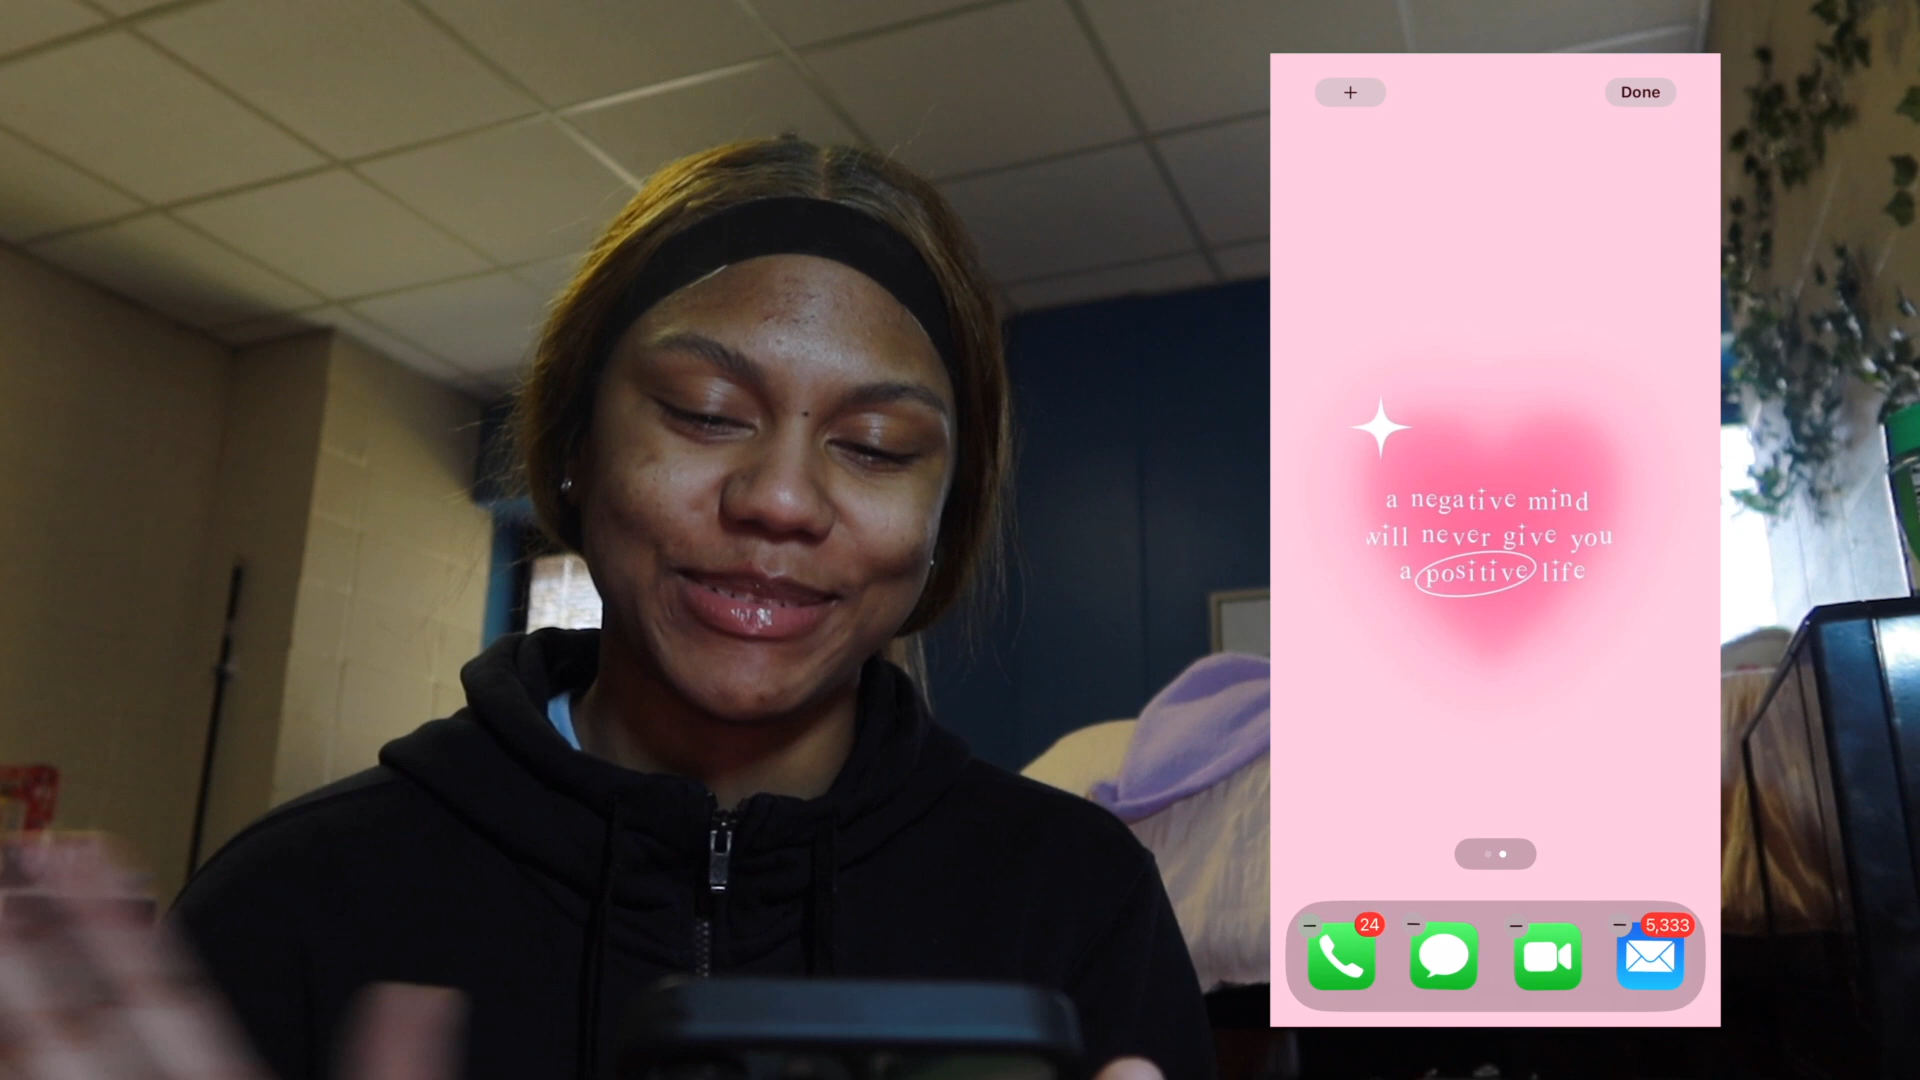 +
Done
a negative mind
will never give you
a positive life
24
5,333